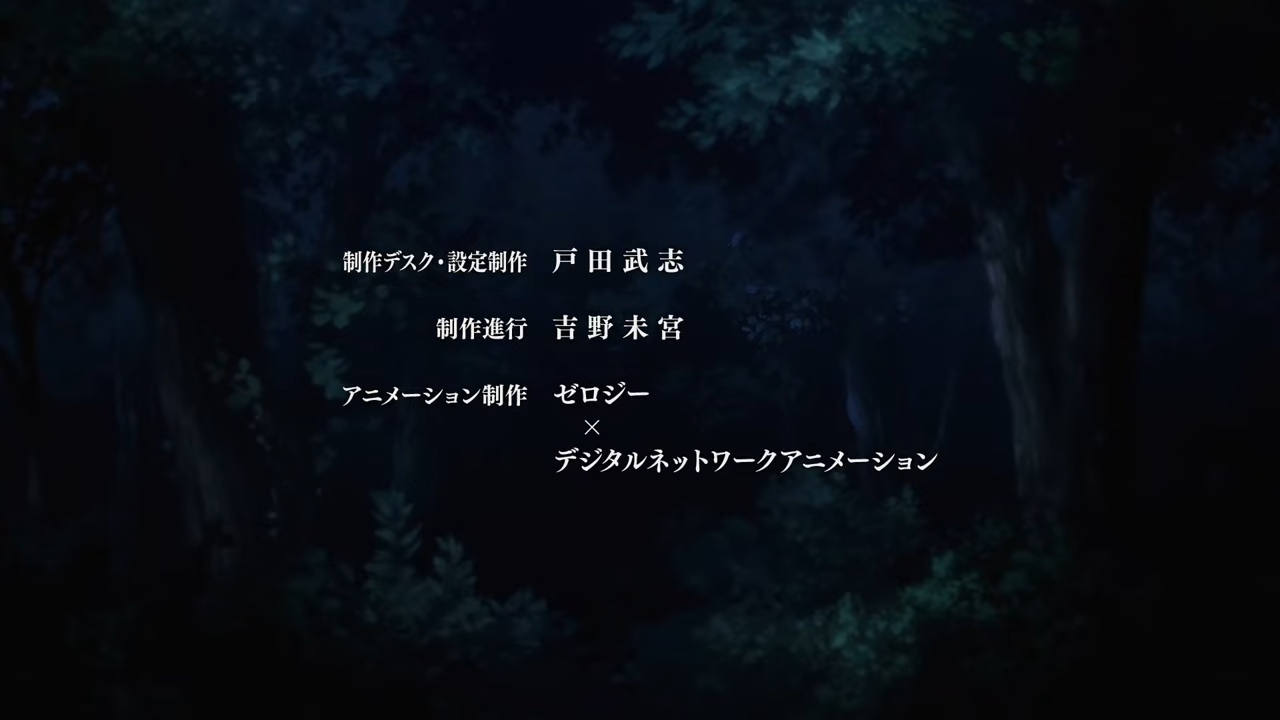 制作デスク・設定制作 戸田武志
制作進行 吉野未宮
アニメーション制作 ゼロジー
×
デジタルネットワークアニメーション